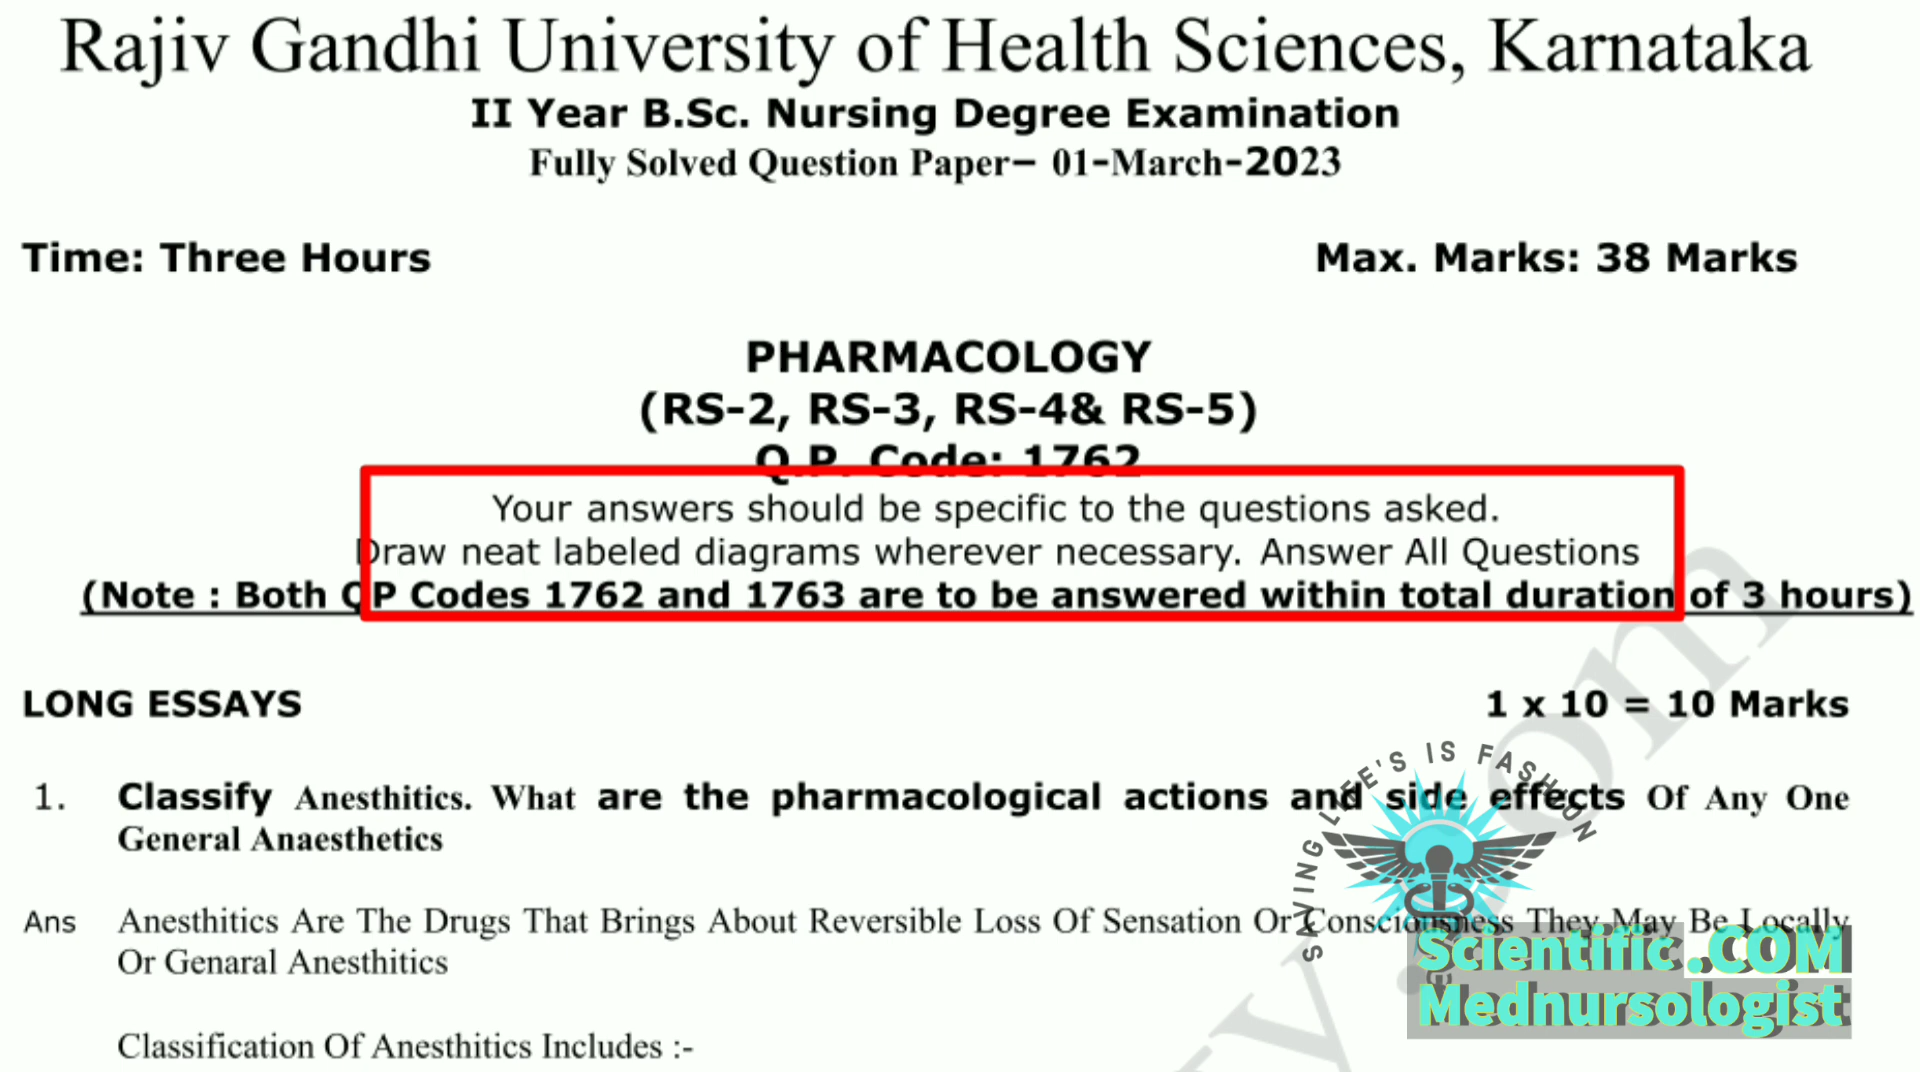 Rajiv Gandhi University of Health Sciences, Karnataka
II Year B.Sc. Nursing Degree Examination
Fully Solved Question Paper– 01-March-2023
Time: Three Hours
Max. Marks: 38 Marks
PHARMACOLOGY
(RS-2, RS-3, RS-4& RS-5)
Q.P. Code: 1762
Your answers should be specific to the questions asked.
Draw neat labeled diagrams wherever necessary. Answer All Questions
(Note : Both QP Codes 1762 and 1763 are to be answered within total duration of 3 hours)
LONG ESSAYS
1 x 10 = 10 Marks
1. Classify Anesthitics. What are the pharmacological actions and side effects Of Any One
General Anaesthetics
Ans Anesthitics Are The Drugs That Brings About Reversible Loss Of Sensation Or Consciousness They May Be Locally
Or Genaral Anesthitics
Classification Of Anesthitics Includes :-
SAVING LIFE'S IS FASHION
Scientific.COM
Mednursologist